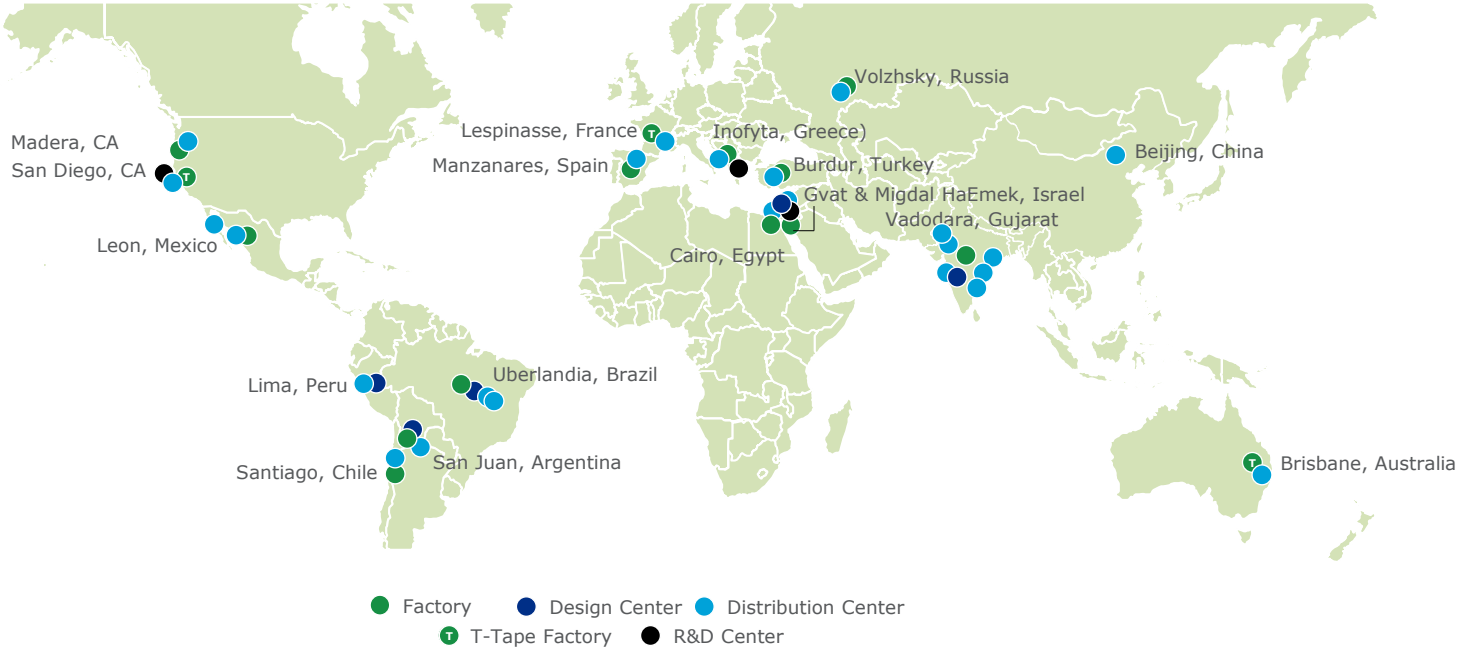 Volzhsky, Russia
Lespinasse, France
Inofyta, Greece)
Madera, CA
Beijing, China
Manzanares, Spain
Burdur, Turkey
San Diego, CA
Gvat & Migdal HaEmek, Israel
Vadodara, Gujarat
Leon, Mexico
Cairo, Egypt
Uberlandia, Brazil
Lima, Peru
San Juan, Argentina
Santiago, Chile
Brisbane, Australia
T
T
T
Factory
Design Center
Distribution Center
T
T-Tape Factory
R&D Center